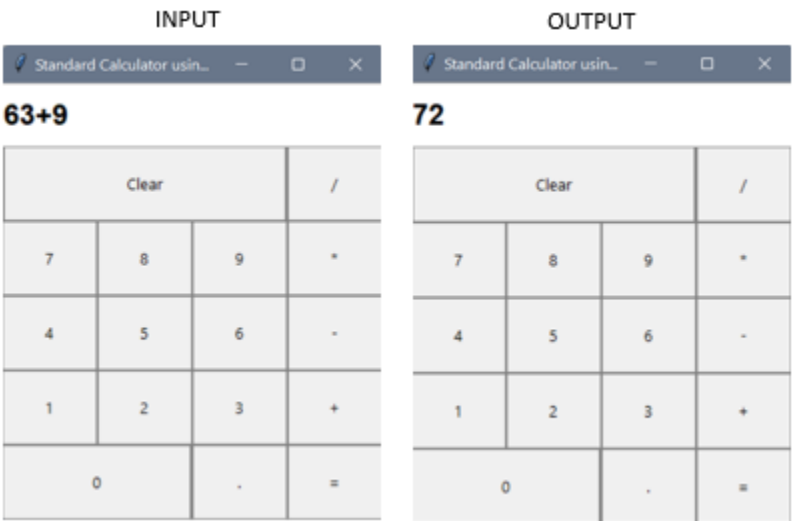 INPUT
Standard Calculator usin...
63+9
Clear /
7 8 9 *
4 5 6 -
1 2 3 +
0 . =
OUTPUT
Standard Calculator usin...
72
Clear /
7 8 9 *
4 5 6 -
1 2 3 +
0 . =